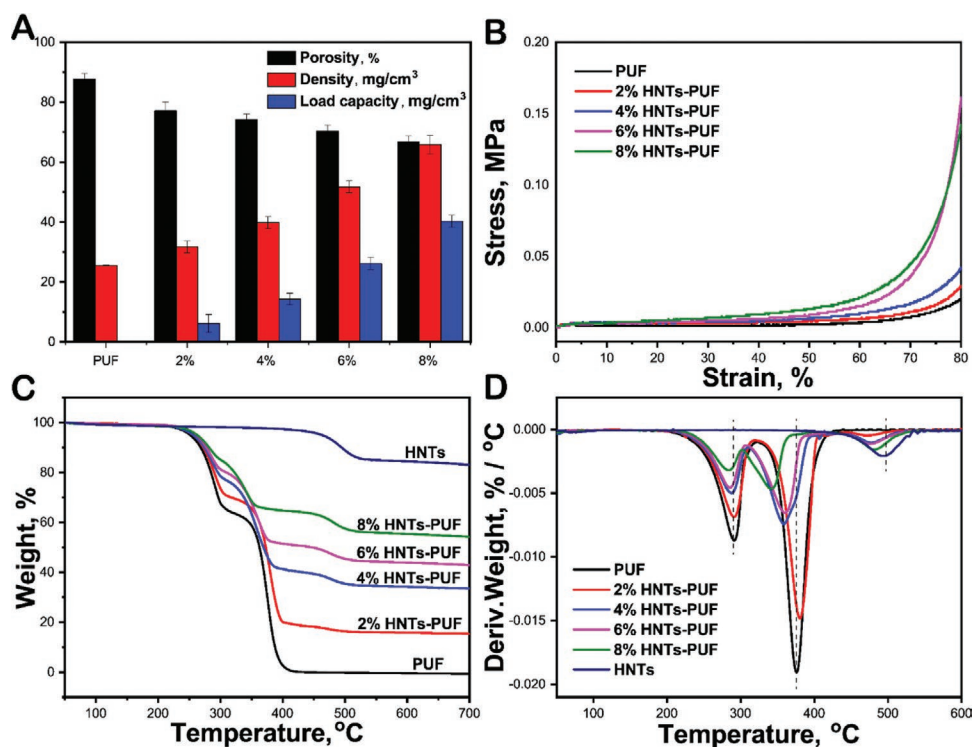 A
100
80
60
40
20
0
Porosity, %
Density, mg/cm³
Load capacity, mg/cm³
PUF
2%
4%
6%
8%
B
Stress, MPa
0.20
0.15
0.10
0.05
0.00
PUF
2% HNTs-PUF
4% HNTs-PUF
6% HNTs-PUF
8% HNTs-PUF
0 10 20 30 40 50 60 70 80
Strain, %
C
Weight, %
100
80
60
40
20
0
HNTs
8% HNTs-PUF
6% HNTs-PUF
4% HNTs-PUF
2% HNTs-PUF
PUF
100 200 300 400 500 600 700
Temperature,°C
D
Deriv.Weight, % / °C
0.000
-0.005
-0.010
-0.015
-0.020
PUF
2% HNTs-PUF
4% HNTs-PUF
6% HNTs-PUF
8% HNTs-PUF
HNTs
100 200 300 400 500 600
Temperature, °C